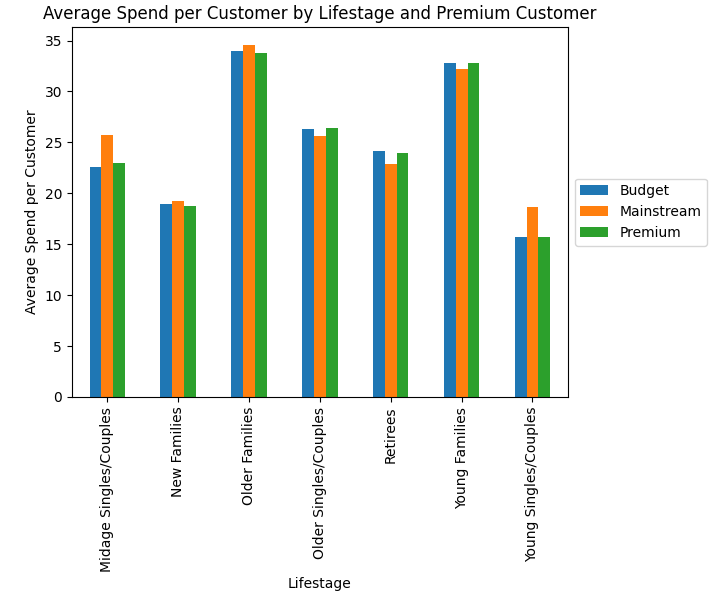 Average Spend per Customer by Lifestage and Premium Customer
Average Spend per Customer
35
30
25
20
15
10
5
0
Budget
Mainstream
Premium
Midage Singles/Couples
New Families
Older Families
Older Singles/Couples
Retirees
Young Families
Young Singles/Couples
Lifestage